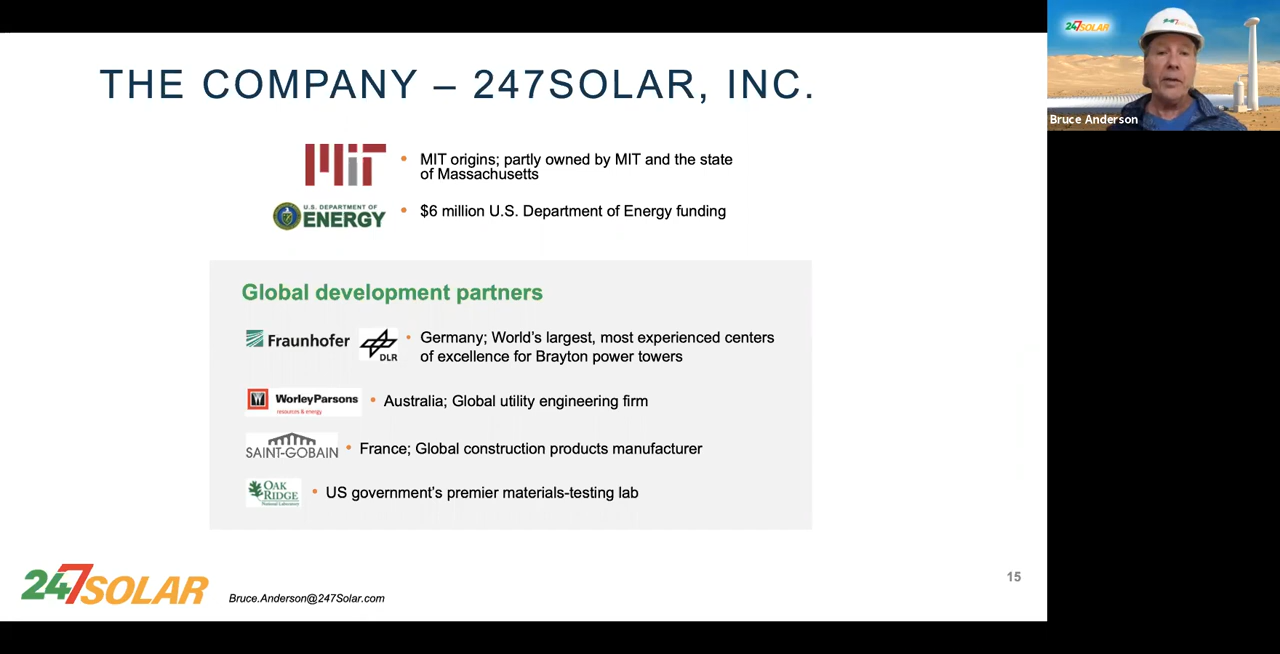 THE COMPANY – 247SOLAR, INC.
MIT
• MIT origins; partly owned by MIT and the state
of Massachusetts
U.S. DEPARTMENT OF
ENERGY
• $6 million U.S. Department of Energy funding
Global development partners
Fraunhofer
DLR
• Germany; World's largest, most experienced centers
of excellence for Brayton power towers
WorleyParsons
resources & energy
• Australia; Global utility engineering firm
SAINT-GOBAIN
• France; Global construction products manufacturer
OAK
RIDGE
National Laboratory
• US government's premier materials-testing lab
247SOLAR
Bruce.Anderson@247Solar.com
15
247SOLAR
247SOLAR
Bruce Anderson